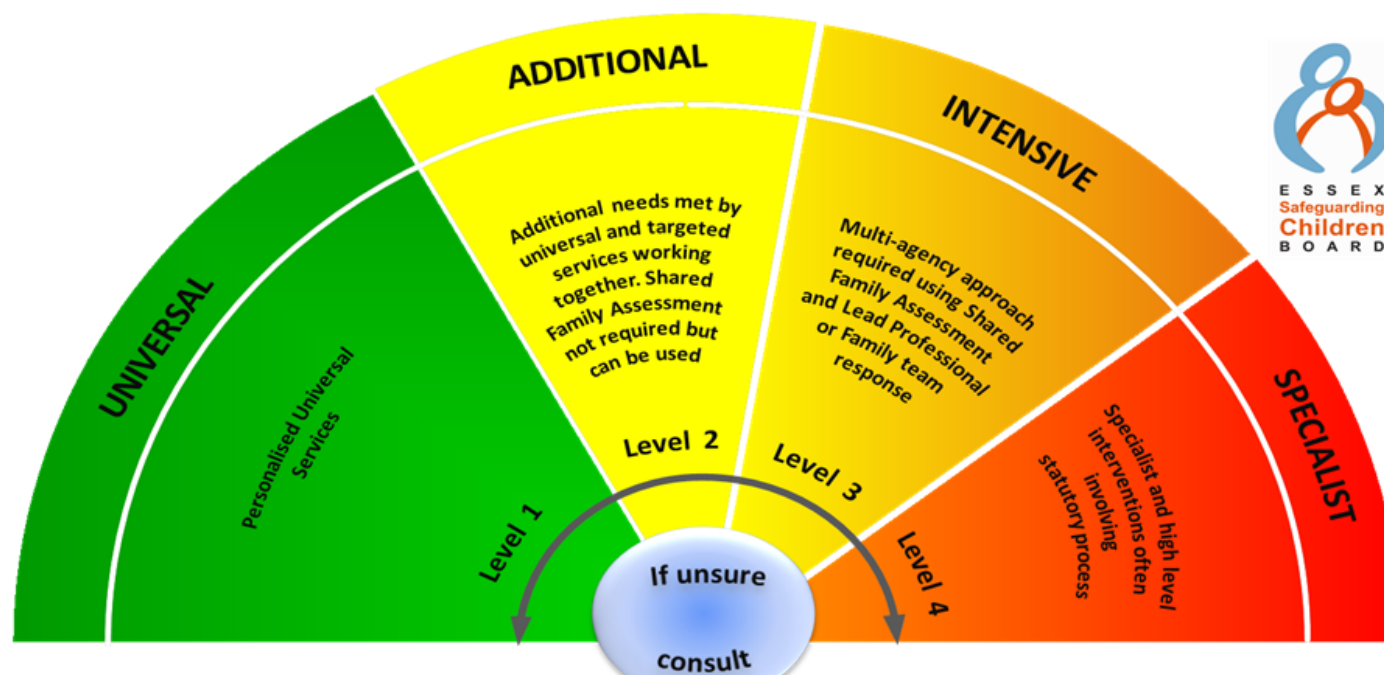 UNIVERSAL
Personalised Universal
Services
Level 1
ADDITIONAL
Additional needs met by
universal and targeted
services working
together. Shared
Family Assessment
not required but
can be used
Level 2
INTENSIVE
Multi-agency approach
required using Shared
Family Assessment
and Lead Professional
or Family team
response
Level 3
SPECIALIST
Specialist and high level
interventions often
involving
statutory process
Level 4
If unsure
consult
ESSEX
Safeguarding
Children
BOARD